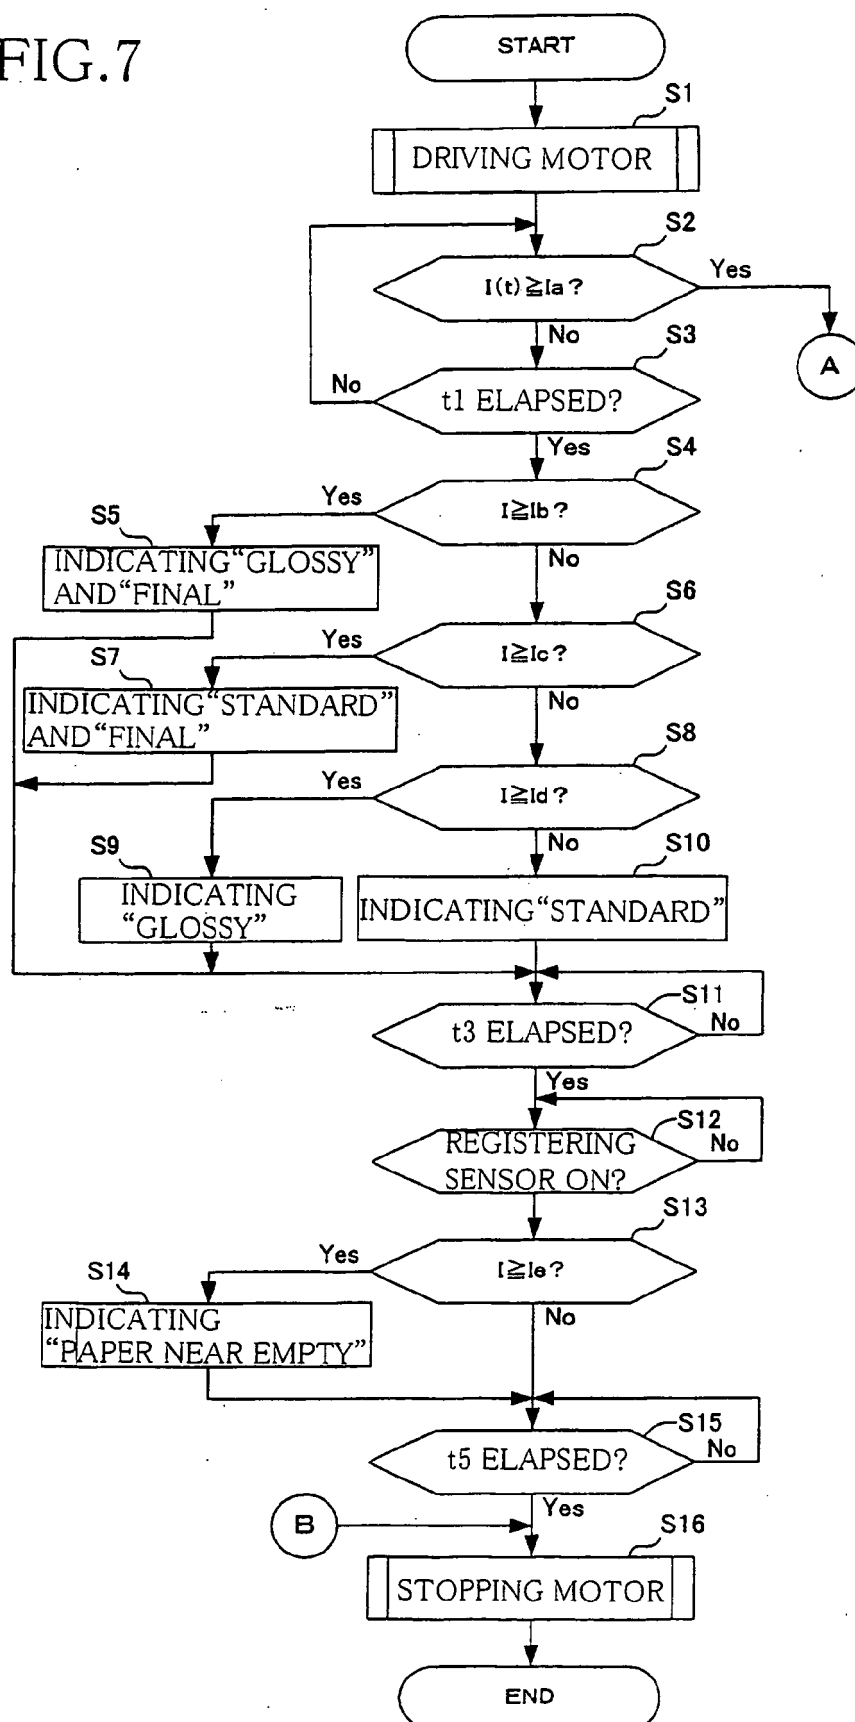 FIG.7
START
S1
DRIVING MOTOR
S2
I(t)≧Ia?
Yes
A
No
S3
t1 ELAPSED?
No
Yes
S4
I≧Ib?
Yes
No
S5
INDICATING“GLOSSY”
AND“FINAL”
S6
I≧Ic?
Yes
No
S7
INDICATING“STANDARD”
AND“FINAL”
S8
I≧Id?
Yes
No
S9
INDICATING
“GLOSSY”
S10
INDICATING“STANDARD”
S11
t3 ELAPSED?
No
Yes
S12
REGISTERING
SENSOR ON?
No
S13
I≧Ie?
Yes
No
S14
INDICATING
“PAPER NEAR EMPTY”
S15
t5 ELAPSED?
No
Yes
B
S16
STOPPING MOTOR
END